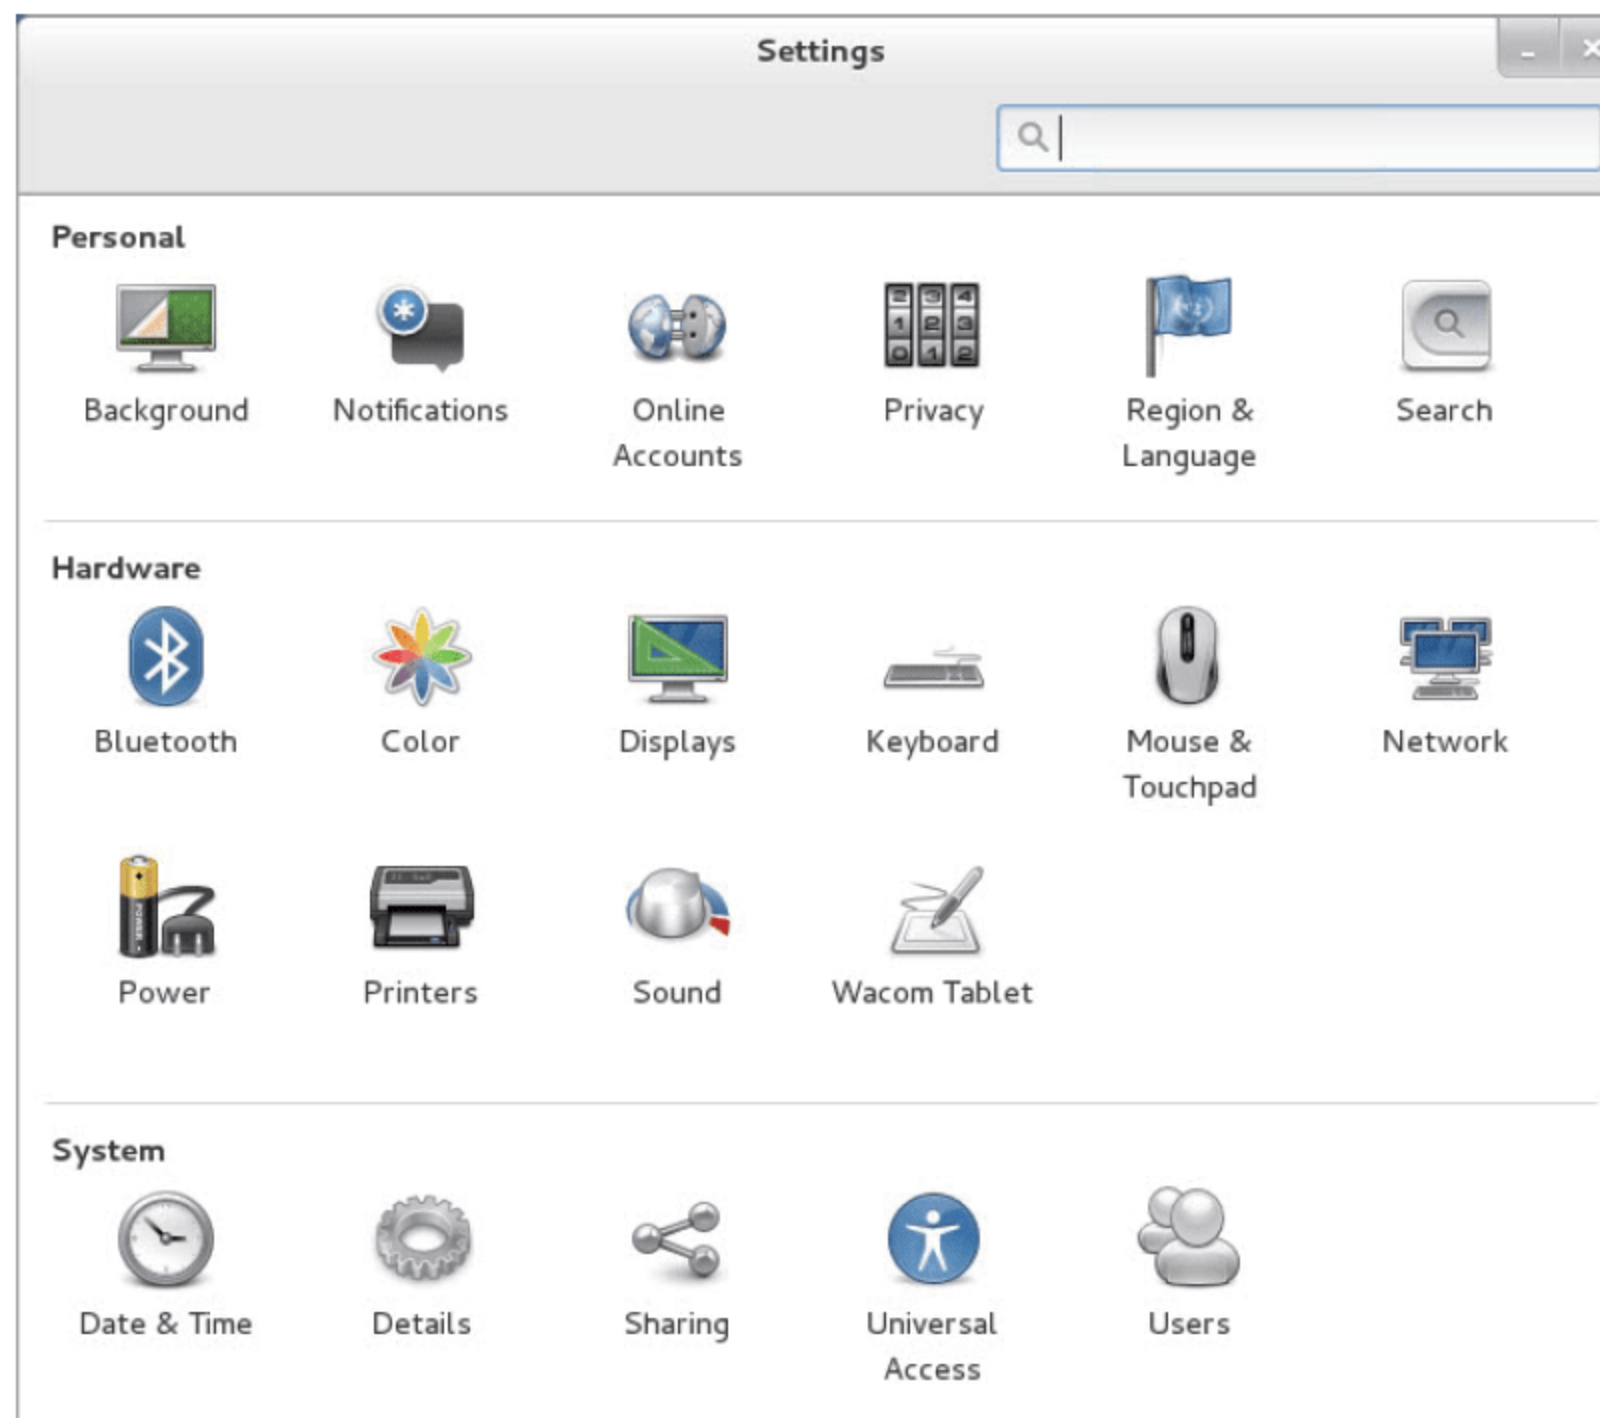 Settings
Personal
Background Notifications Online Privacy Region & Search
Accounts Language
Hardware
Bluetooth Color Displays Keyboard Mouse & Network
Touchpad
Power Printers Sound Wacom Tablet
System
Date & Time Details Sharing Universal Users
Access